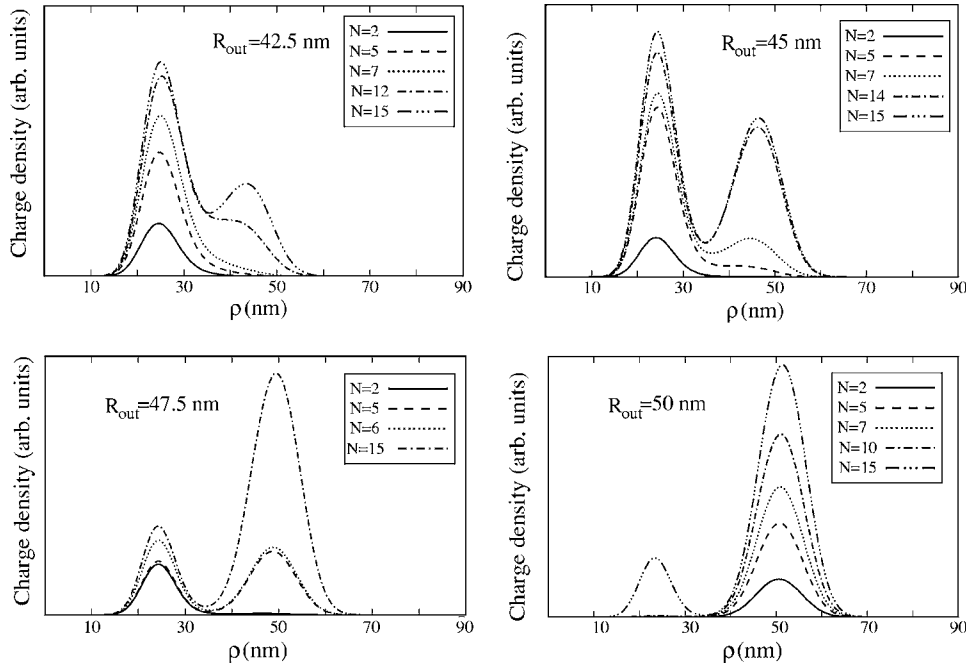 Charge density (arb. units)
R_out=42.5 nm
N=2
N=5
N=7
N=12
N=15
10 30 50 70 90
ρ(nm)
Charge density (arb. units)
R_out=45 nm
N=2
N=5
N=7
N=14
N=15
10 30 50 70 90
ρ(nm)
Charge density (arb. units)
R_out=47.5 nm
N=2
N=5
N=6
N=15
10 30 50 70 90
ρ(nm)
Charge density (arb. units)
R_out=50 nm
N=2
N=5
N=7
N=10
N=15
10 30 50 70 90
ρ(nm)